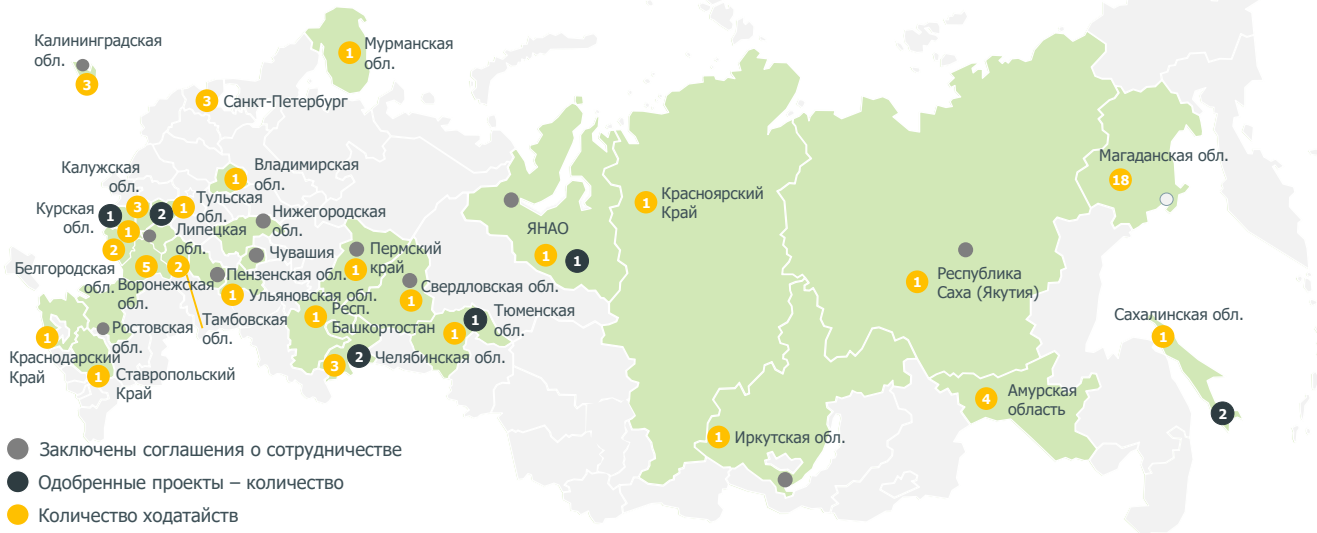 Калининградская
обл.
3
1
Мурманская
обл.
3
Санкт-Петербург
Калужская
обл.
1
Владимирская
обл.
Курская
обл.
1
3
2
1
Тульская
обл.
1
2
Липецкая
обл.
Нижегородская
обл.
Чувашия
Белгородская
обл.
5
Воронежская
обл.
2
Тамбовская
обл.
Пензенская обл.
1
Ульяновская обл.
Пермский
край
1
Свердловская обл.
1
1
Респ.
Башкортостан
1
1
Тюменская
обл.
3
2
Челябинская обл.
Ростовская
обл.
1
Краснодарский
Край
1
Ставропольский
Край
ЯНАО
1
1
1
Красноярский
Край
1
Иркутская обл.
1
Республика
Саха (Якутия)
Магаданская обл.
18
Сахалинская обл.
1
2
4
Амурская
область
Заключены соглашения о сотрудничестве
Одобренные проекты – количество
Количество ходатайств